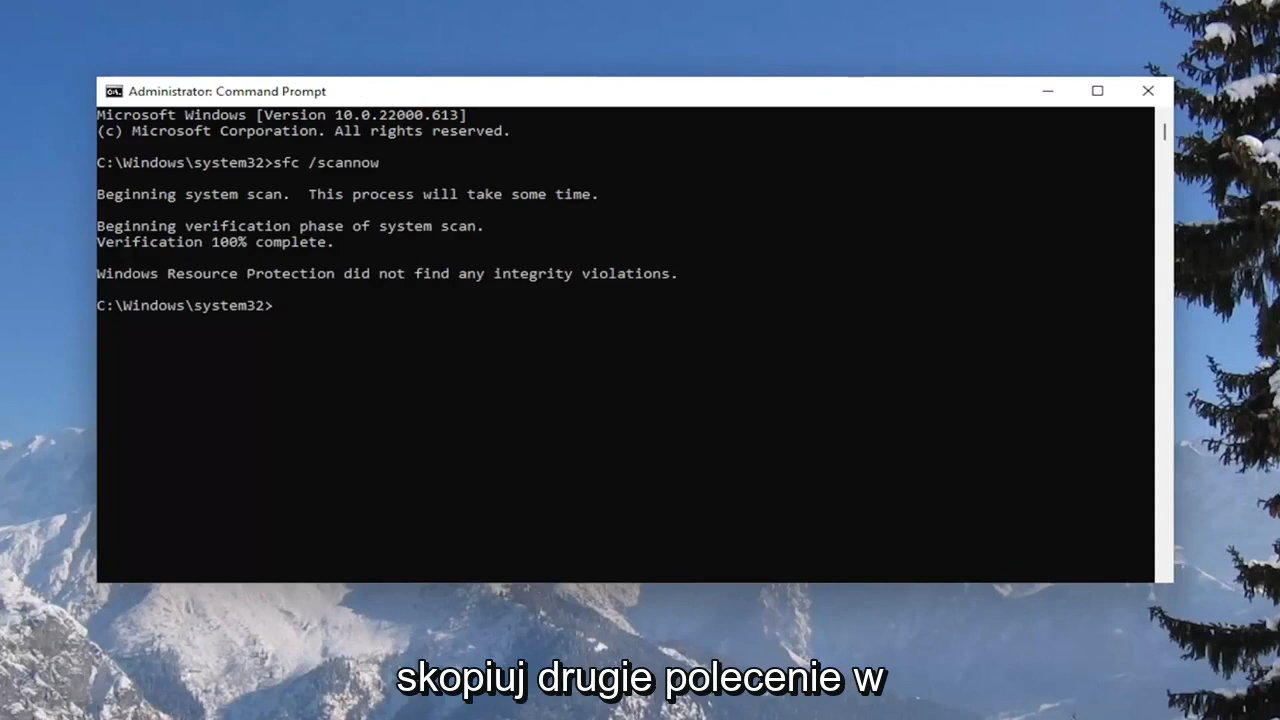 Administrator: Command Prompt
Microsoft Windows [Version 10.0.22000.613]
(c) Microsoft Corporation. All rights reserved.
C:\Windows\system32>sfc /scannow
Beginning system scan.  This process will take some time.
Beginning verification phase of system scan.
Verification 100% complete.
Windows Resource Protection did not find any integrity violations.
C:\Windows\system32>
skopiuj drugie polecenie w